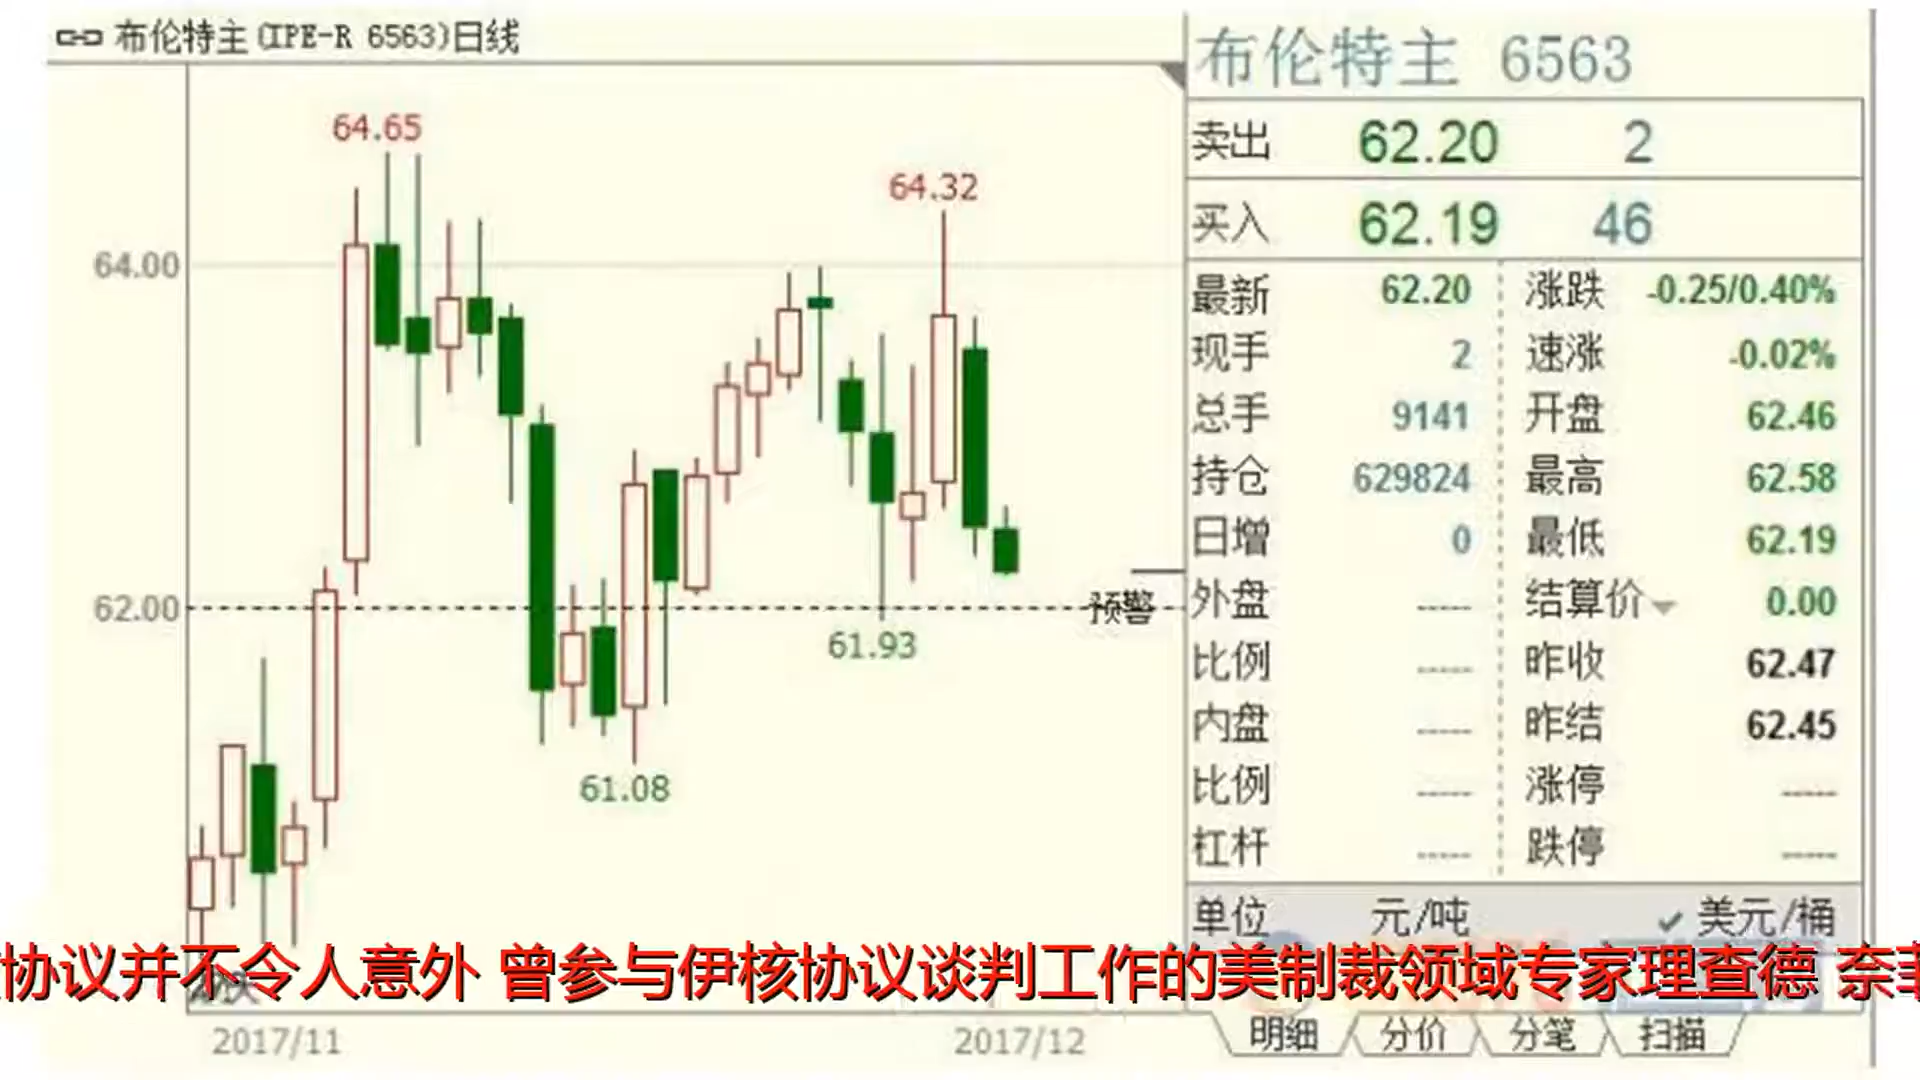 布伦特主(IPE-R 6563)日线
64.65
64.32
64.00
62.00
预警
61.93
61.08
2017/11
2017/12
布伦特主 6563
卖出 62.20 2
买入 62.19 46
最新 62.20 涨跌 -0.25/0.40%
现手 2 速涨 -0.02%
总手 9141 开盘 62.46
持仓 629824 最高 62.58
日增 0 最低 62.19
外盘 ---- 结算价 0.00
比例 ---- 昨收 62.47
内盘 ---- 昨结 62.45
比例 ---- 涨停 ----
杠杆 ---- 跌停 ----
单位 元/吨 ✓ 美元/桶
协议并不令人意外 曾参与伊核协议谈判工作的美制裁领域专家理查德 奈
明细 分价 分笔 扫描